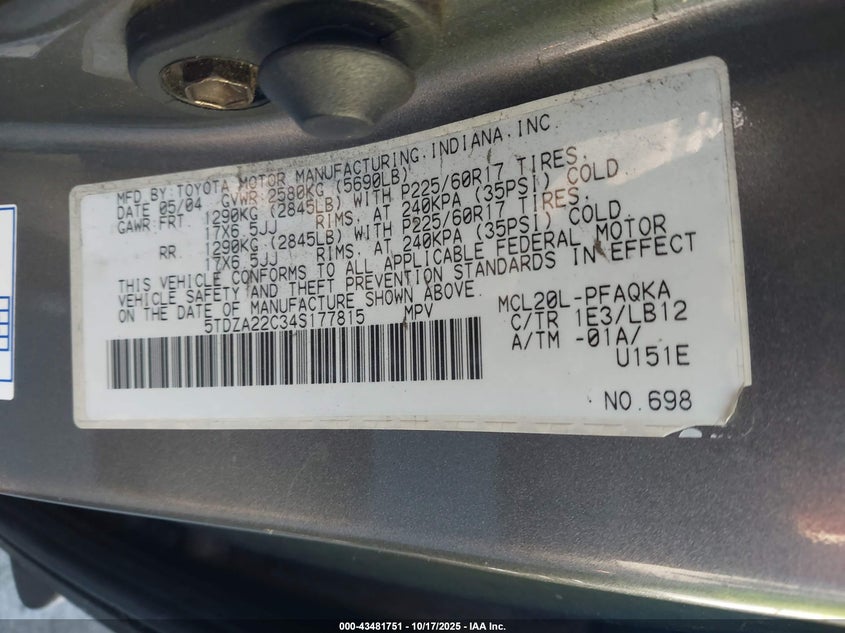 MFD.BY:TOYOTA MOTOR MANUFACTURING.INDIANA.INC.
DATE 05/04 GVWR 2580KG (5690LB)
GAWR:FRT 1290KG (2845LB) WITH P225/60R17 TIRES,
17X6.5JJ RIMS. AT 240KPA (35PSI) COLD
RR 1290KG (2845LB) WITH P225/60R17 TIRES,
17X6.5JJ RIMS. AT 240KPA (35PSI) COLD
THIS VEHICLE CONFORMS TO ALL APPLICABLE FEDERAL MOTOR
VEHICLE SAFETY AND THEFT PREVENTION STANDARDS IN EFFECT
ON THE DATE OF MANUFACTURE SHOWN ABOVE.
5TDZA22C34S177815 MPV
MCL20L-PFAQKA
C/TR 1E3/LB12
A/TM -01A/
U151E
NO.698
000-43481751 - 10/17/2025 - IAA Inc.